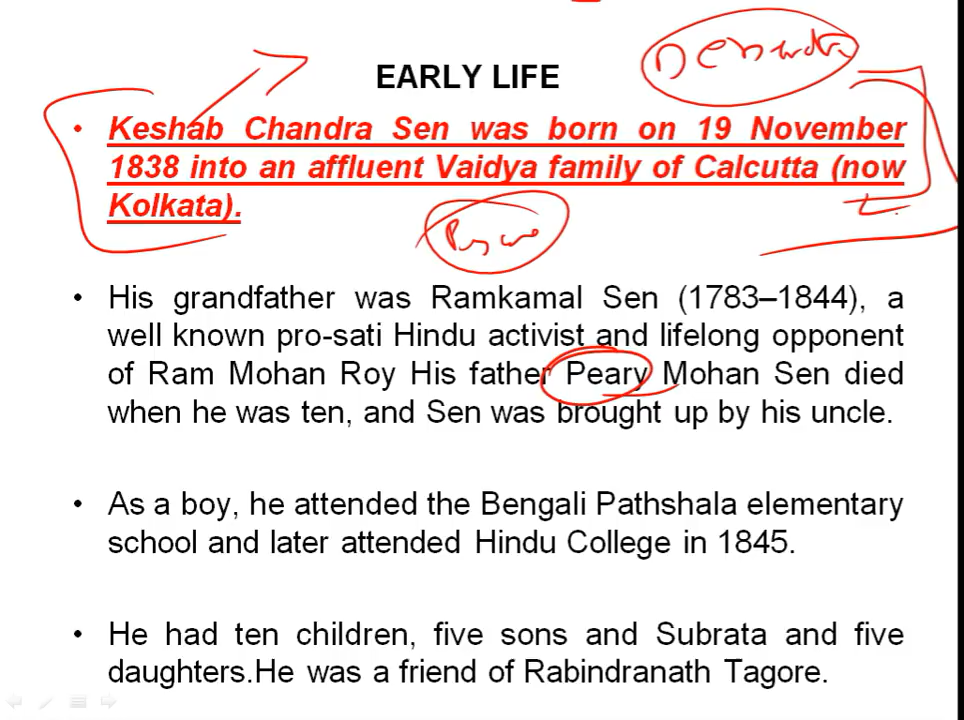 EARLY LIFE
• Keshab Chandra Sen was born on 19 November
1838 into an affluent Vaidya family of Calcutta (now
Kolkata).
• His grandfather was Ramkamal Sen (1783–1844), a
well known pro-sati Hindu activist and lifelong opponent
of Ram Mohan Roy His father Peary Mohan Sen died
when he was ten, and Sen was brought up by his uncle.
• As a boy, he attended the Bengali Pathshala elementary
school and later attended Hindu College in 1845.
• He had ten children, five sons and Subrata and five
daughters.He was a friend of Rabindranath Tagore.